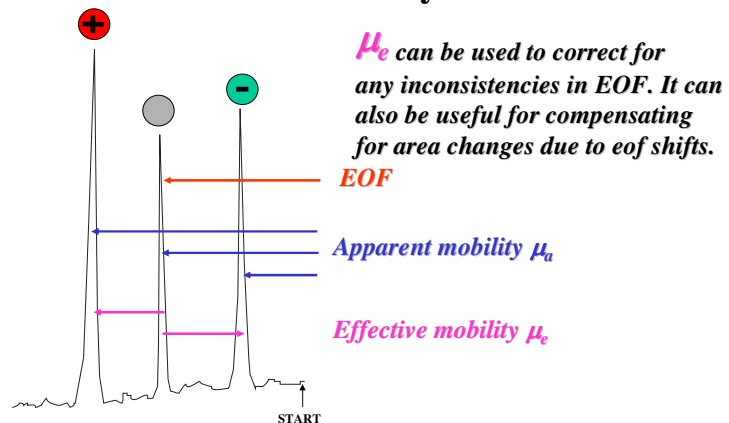 +
-
μe can be used to correct for
any inconsistencies in EOF. It can
also be useful for compensating
for area changes due to eof shifts.
EOF
Apparent mobility μa
Effective mobility μe
START